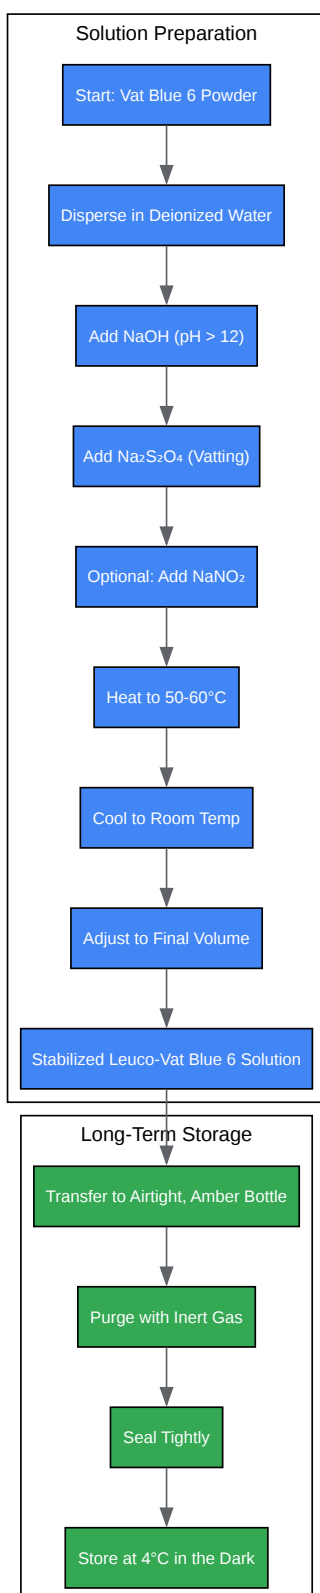 Solution Preparation
Start: Vat Blue 6 Powder
Disperse in Deionized Water
Add NaOH (pH > 12)
Add Na₂S₂O₄ (Vatting)
Optional: Add NaNO₂
Heat to 50-60°C
Cool to Room Temp
Adjust to Final Volume
Stabilized Leuco-Vat Blue 6 Solution
Long-Term Storage
Transfer to Airtight, Amber Bottle
Purge with Inert Gas
Seal Tightly
Store at 4°C in the Dark